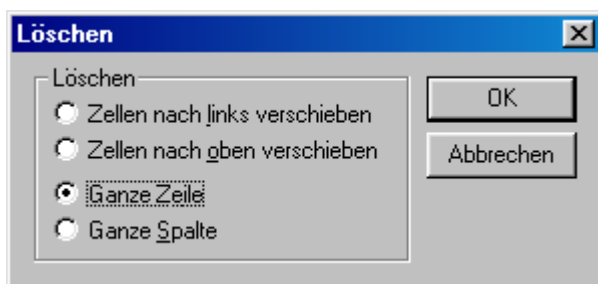 Löschen
Löschen
Zellen nach links verschieben
Zellen nach oben verschieben
Ganze Zeile
Ganze Spalte
OK
Abbrechen